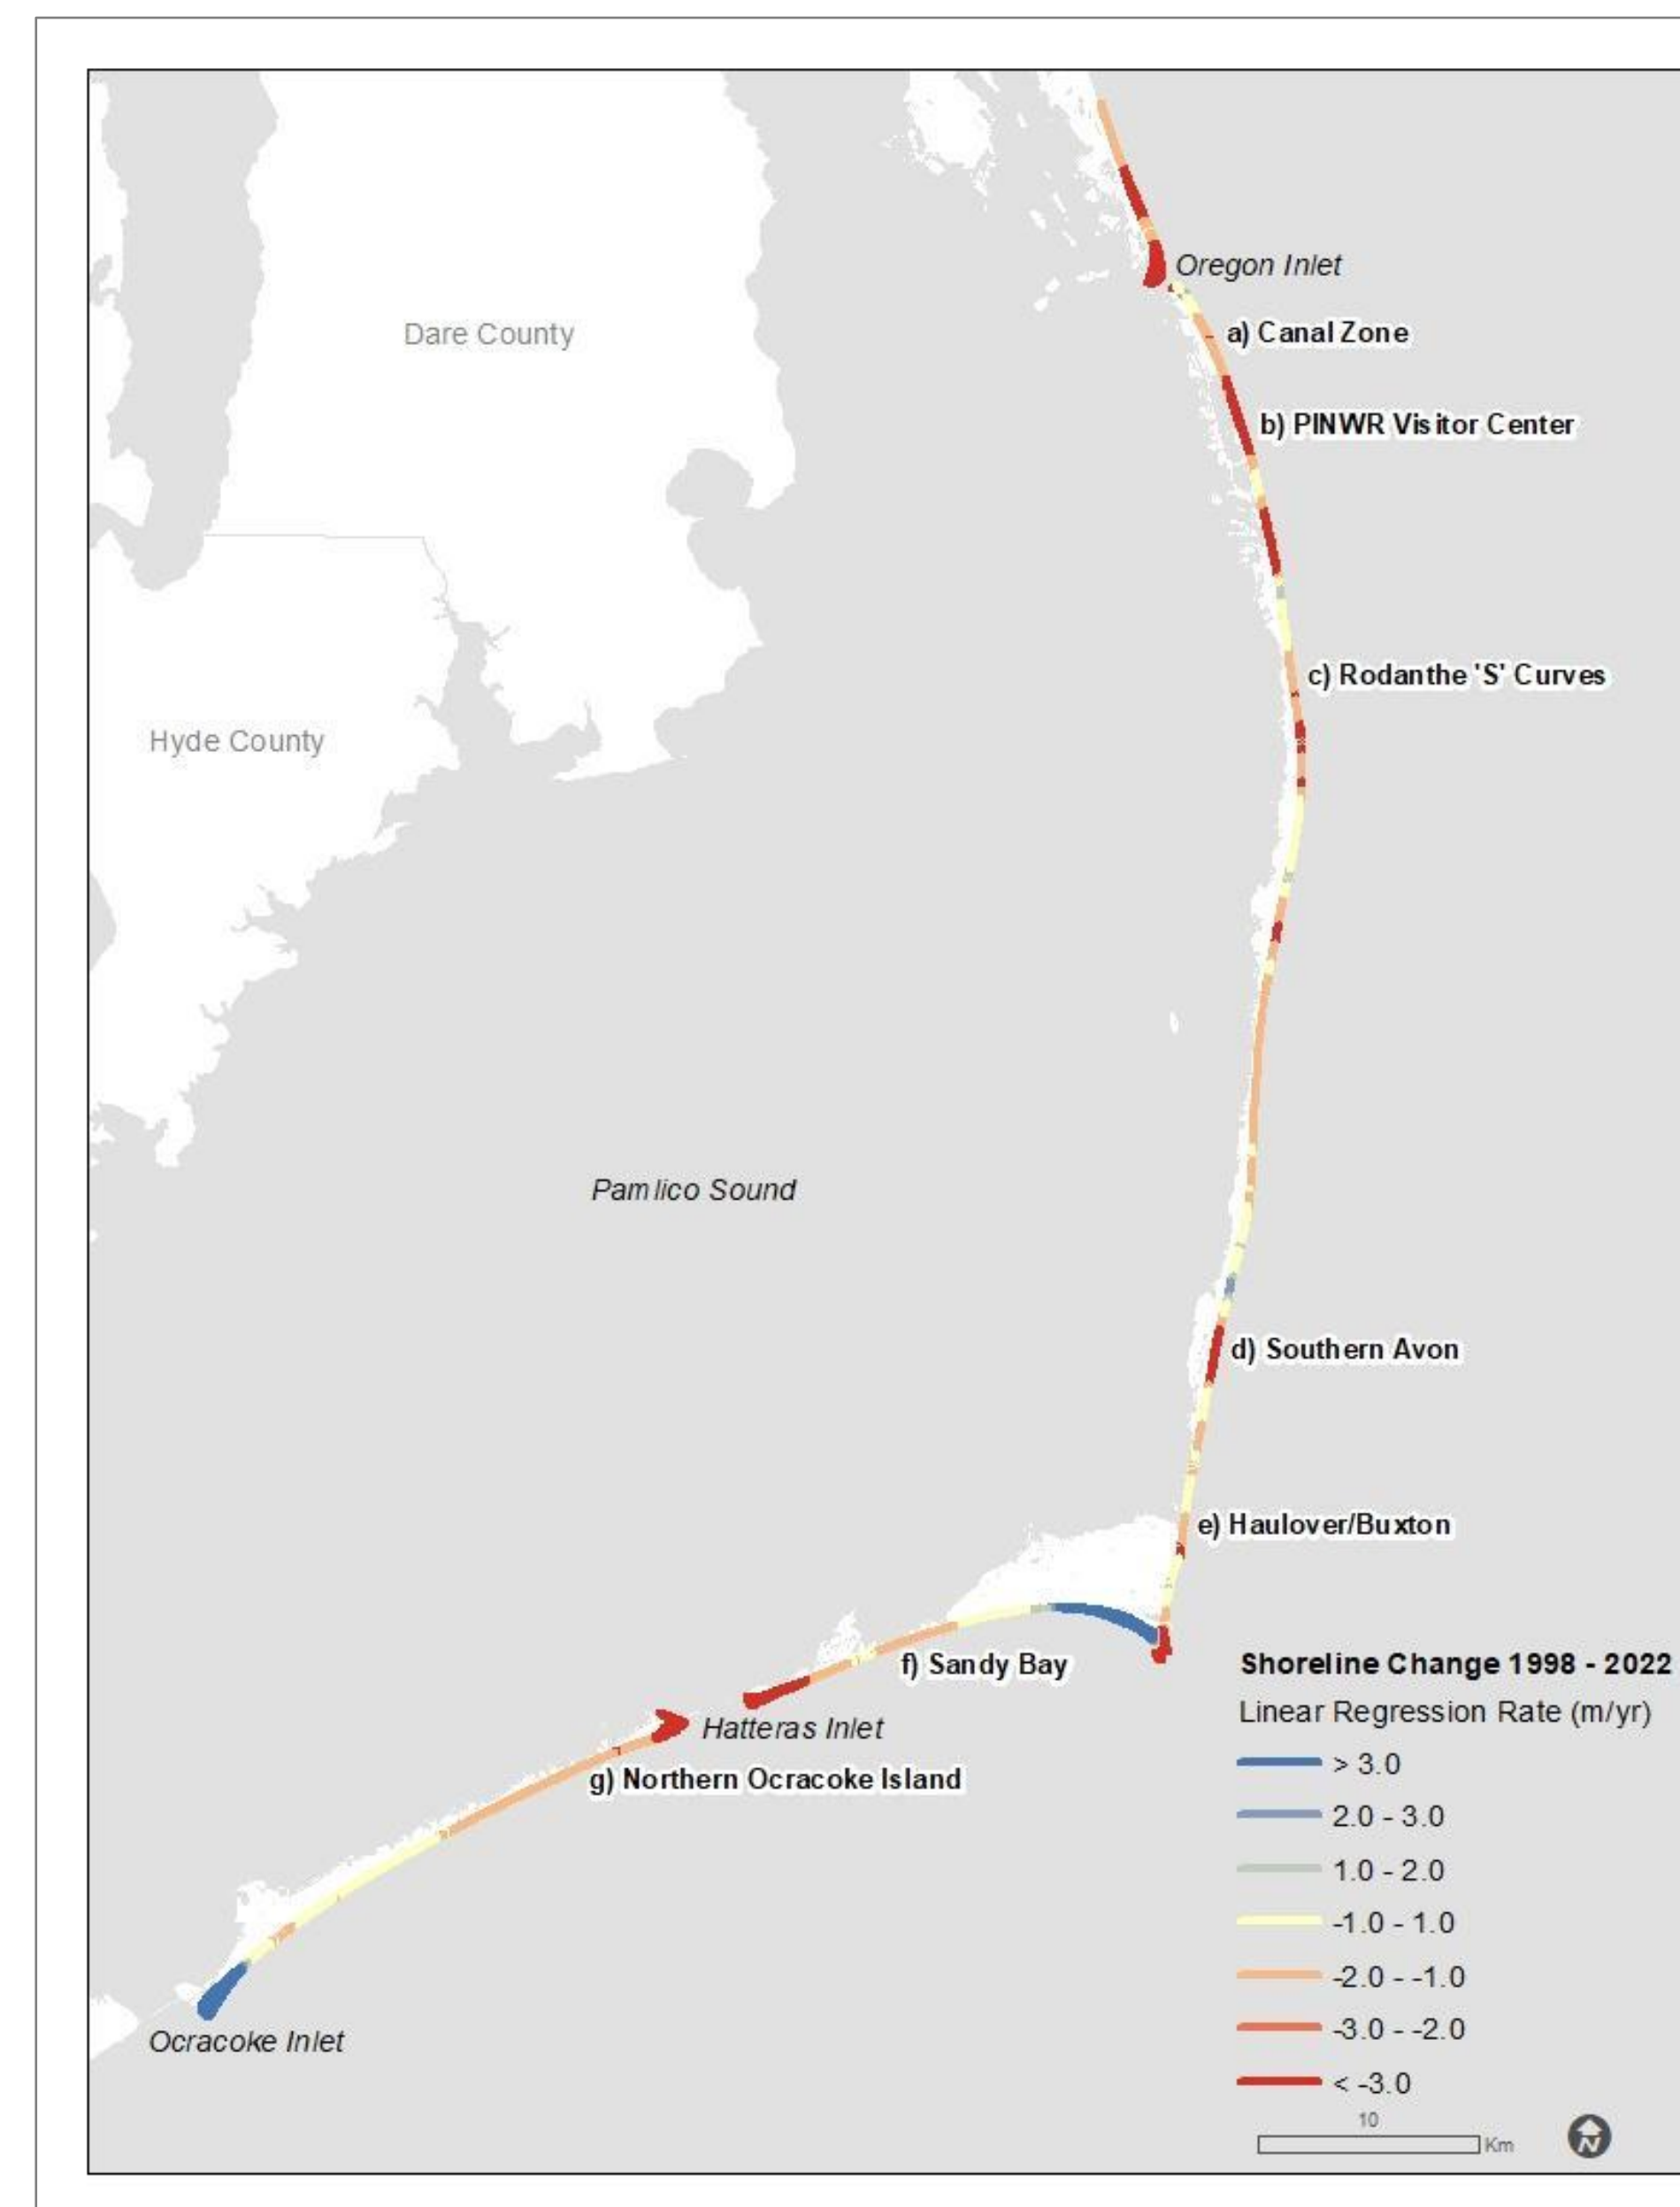 Oregon Inlet
Dare County
a) Canal Zone
b) PINWR Visitor Center
c) Rodanthe 'S' Curves
Hyde County
Pamlico Sound
d) Southern Avon
e) Haulover/Buxton
f) Sandy Bay
Hatteras Inlet
g) Northern Ocracoke Island
Ocracoke Inlet
Shoreline Change 1998 - 2022
Linear Regression Rate (m/yr)
> 3.0
2.0 - 3.0
1.0 - 2.0
-1.0 - 1.0
-2.0 - -1.0
-3.0 - -2.0
< -3.0
10
Km
N